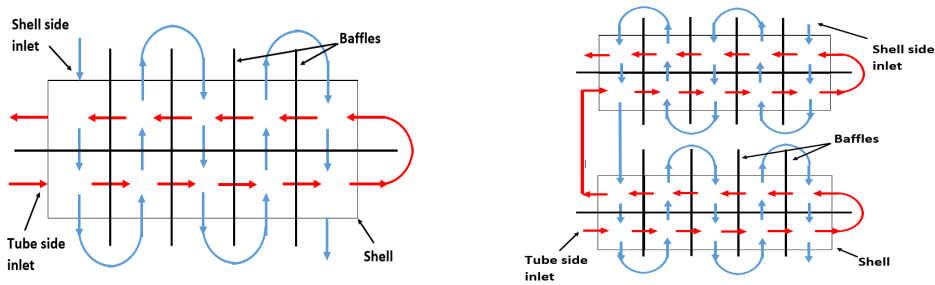 Shell side
inlet
Baffles
Tube side
inlet
Shell
Shell side
inlet
Baffles
Tube side
inlet
Shell